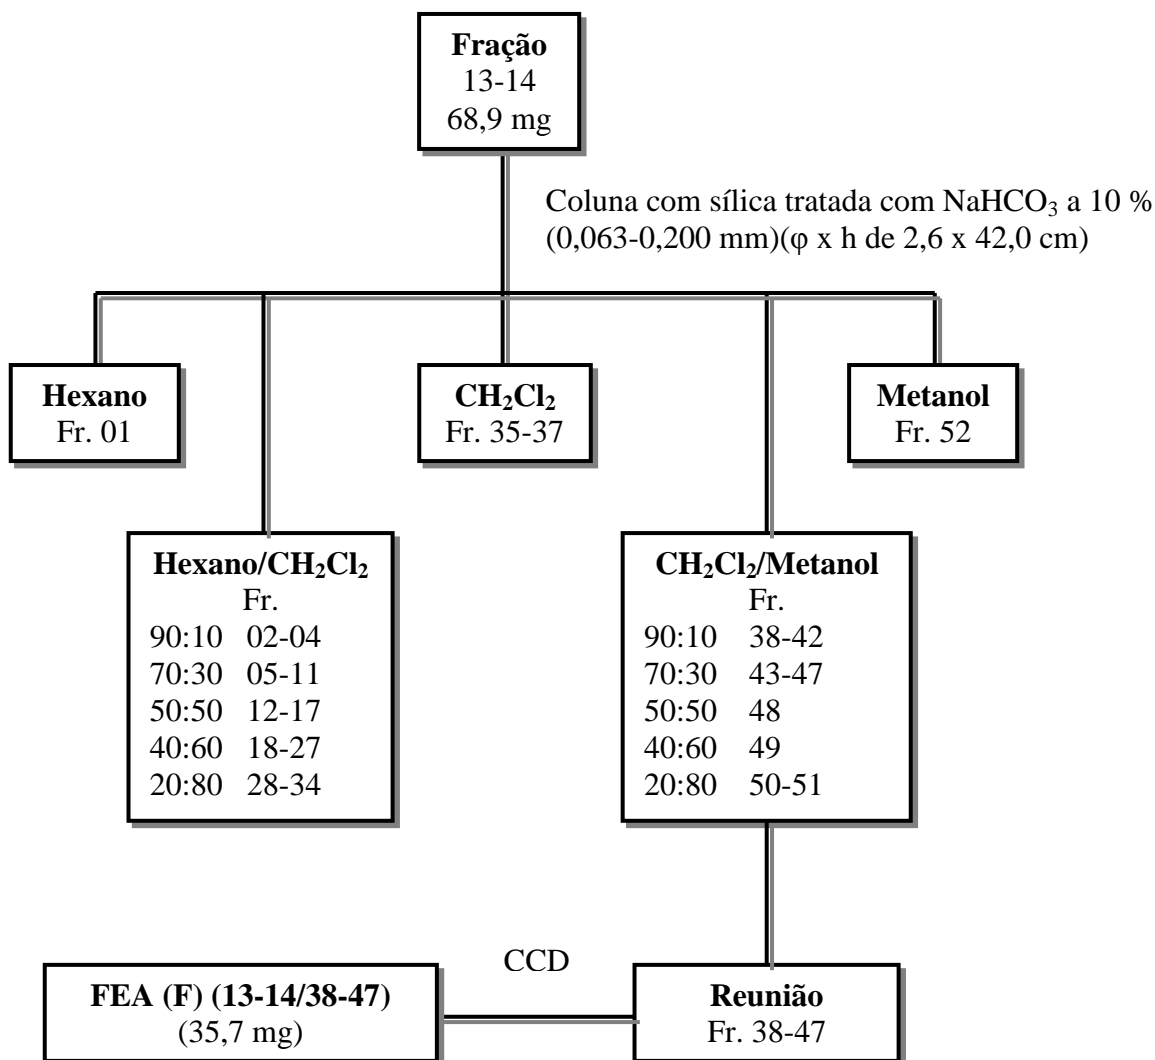 Fração
13-14
68,9 mg
Coluna com sílica tratada com NaHCO₃ a 10 %
(0,063-0,200 mm)(φ x h de 2,6 x 42,0 cm)
Hexano
Fr. 01
CH₂Cl₂
Fr. 35-37
Metanol
Fr. 52
Hexano/CH₂Cl₂
Fr.
90:10 02-04
70:30 05-11
50:50 12-17
40:60 18-27
20:80 28-34
CH₂Cl₂/Metanol
Fr.
90:10 38-42
70:30 43-47
50:50 48
40:60 49
20:80 50-51
CCD
FEA (F) (13-14/38-47)
(35,7 mg)
Reunião
Fr. 38-47